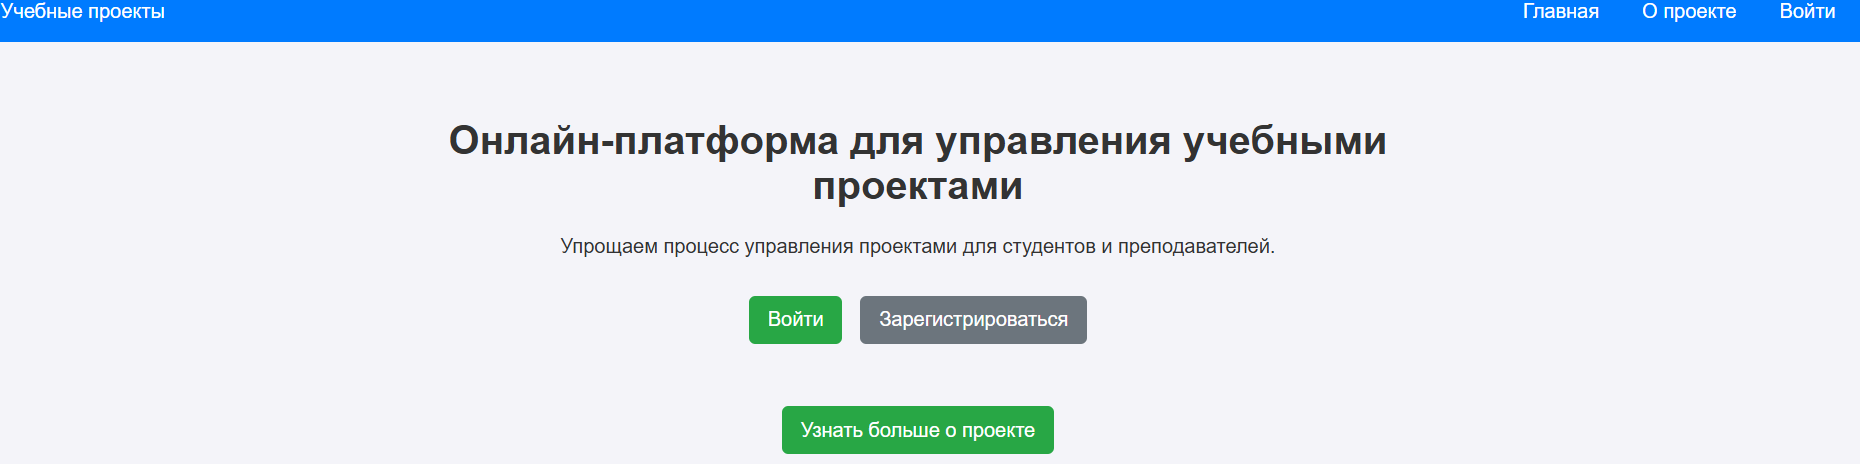 Учебные проекты
Главная
О проекте
Войти
Онлайн-платформа для управления учебными
проектами
Упрощаем процесс управления проектами для студентов и преподавателей.
Войти
Зарегистрироваться
Узнать больше о проекте